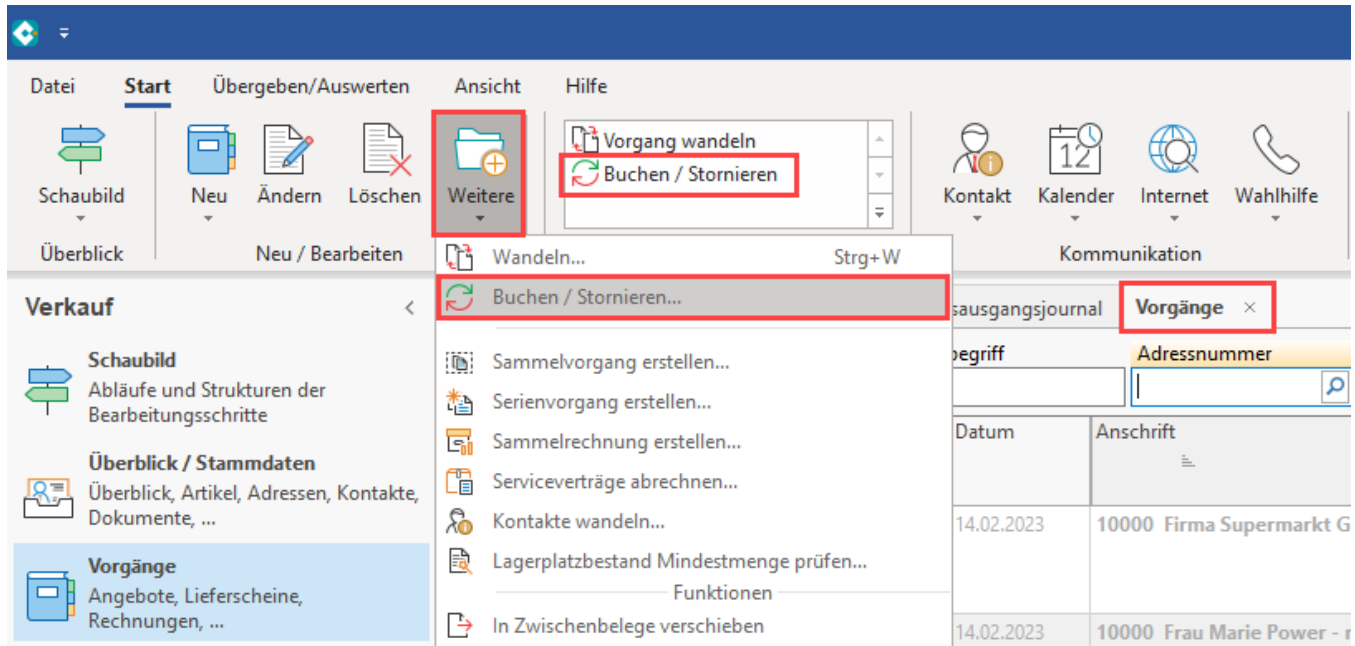 Datei Start Übergeben/Auswerten Ansicht Hilfe
Schaubild Neu Ändern Löschen Weitere
Vorgang wandeln
Buchen / Stornieren
Kontakt Kalender Internet Wahlhilfe
12
Überblick Neu / Bearbeiten Kommunikation
Wandeln... Strg+W
Buchen / Stornieren...
Sammelvorgang erstellen...
Serienvorgang erstellen...
Sammelrechnung erstellen...
Serviceverträge abrechnen...
Kontakte wandeln...
Lagerplatzbestand Mindestmenge prüfen...
Funktionen
In Zwischenbelege verschieben
Verkauf
Schaubild
Abläufe und Strukturen der
Bearbeitungsschritte
Überblick / Stammdaten
Überblick, Artikel, Adressen, Kontakte,
Dokumente, ...
Vorgänge
Angebote, Lieferscheine,
Rechnungen, ...
sausgangsjournal Vorgänge
begriff Adressnummer
Datum Anschrift
14.02.2023 10000 Firma Supermarkt G
14.02.2023 10000 Frau Marie Power - r